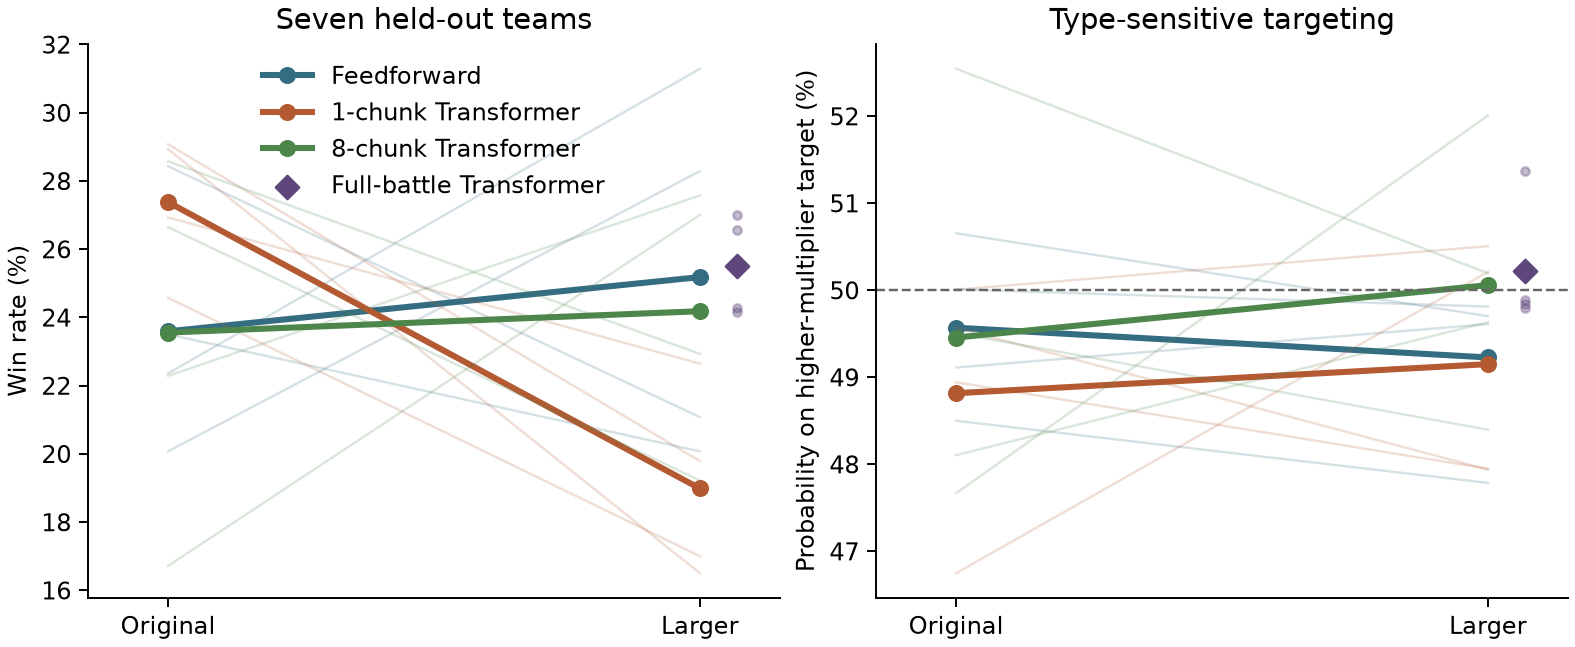 Seven held-out teams
Win rate (%)
32
30
28
26
24
22
20
18
16
Feedforward
1-chunk Transformer
8-chunk Transformer
Full-battle Transformer
Original
Larger
Type-sensitive targeting
Probability on higher-multiplier target (%)
52
51
50
49
48
47
Original
Larger